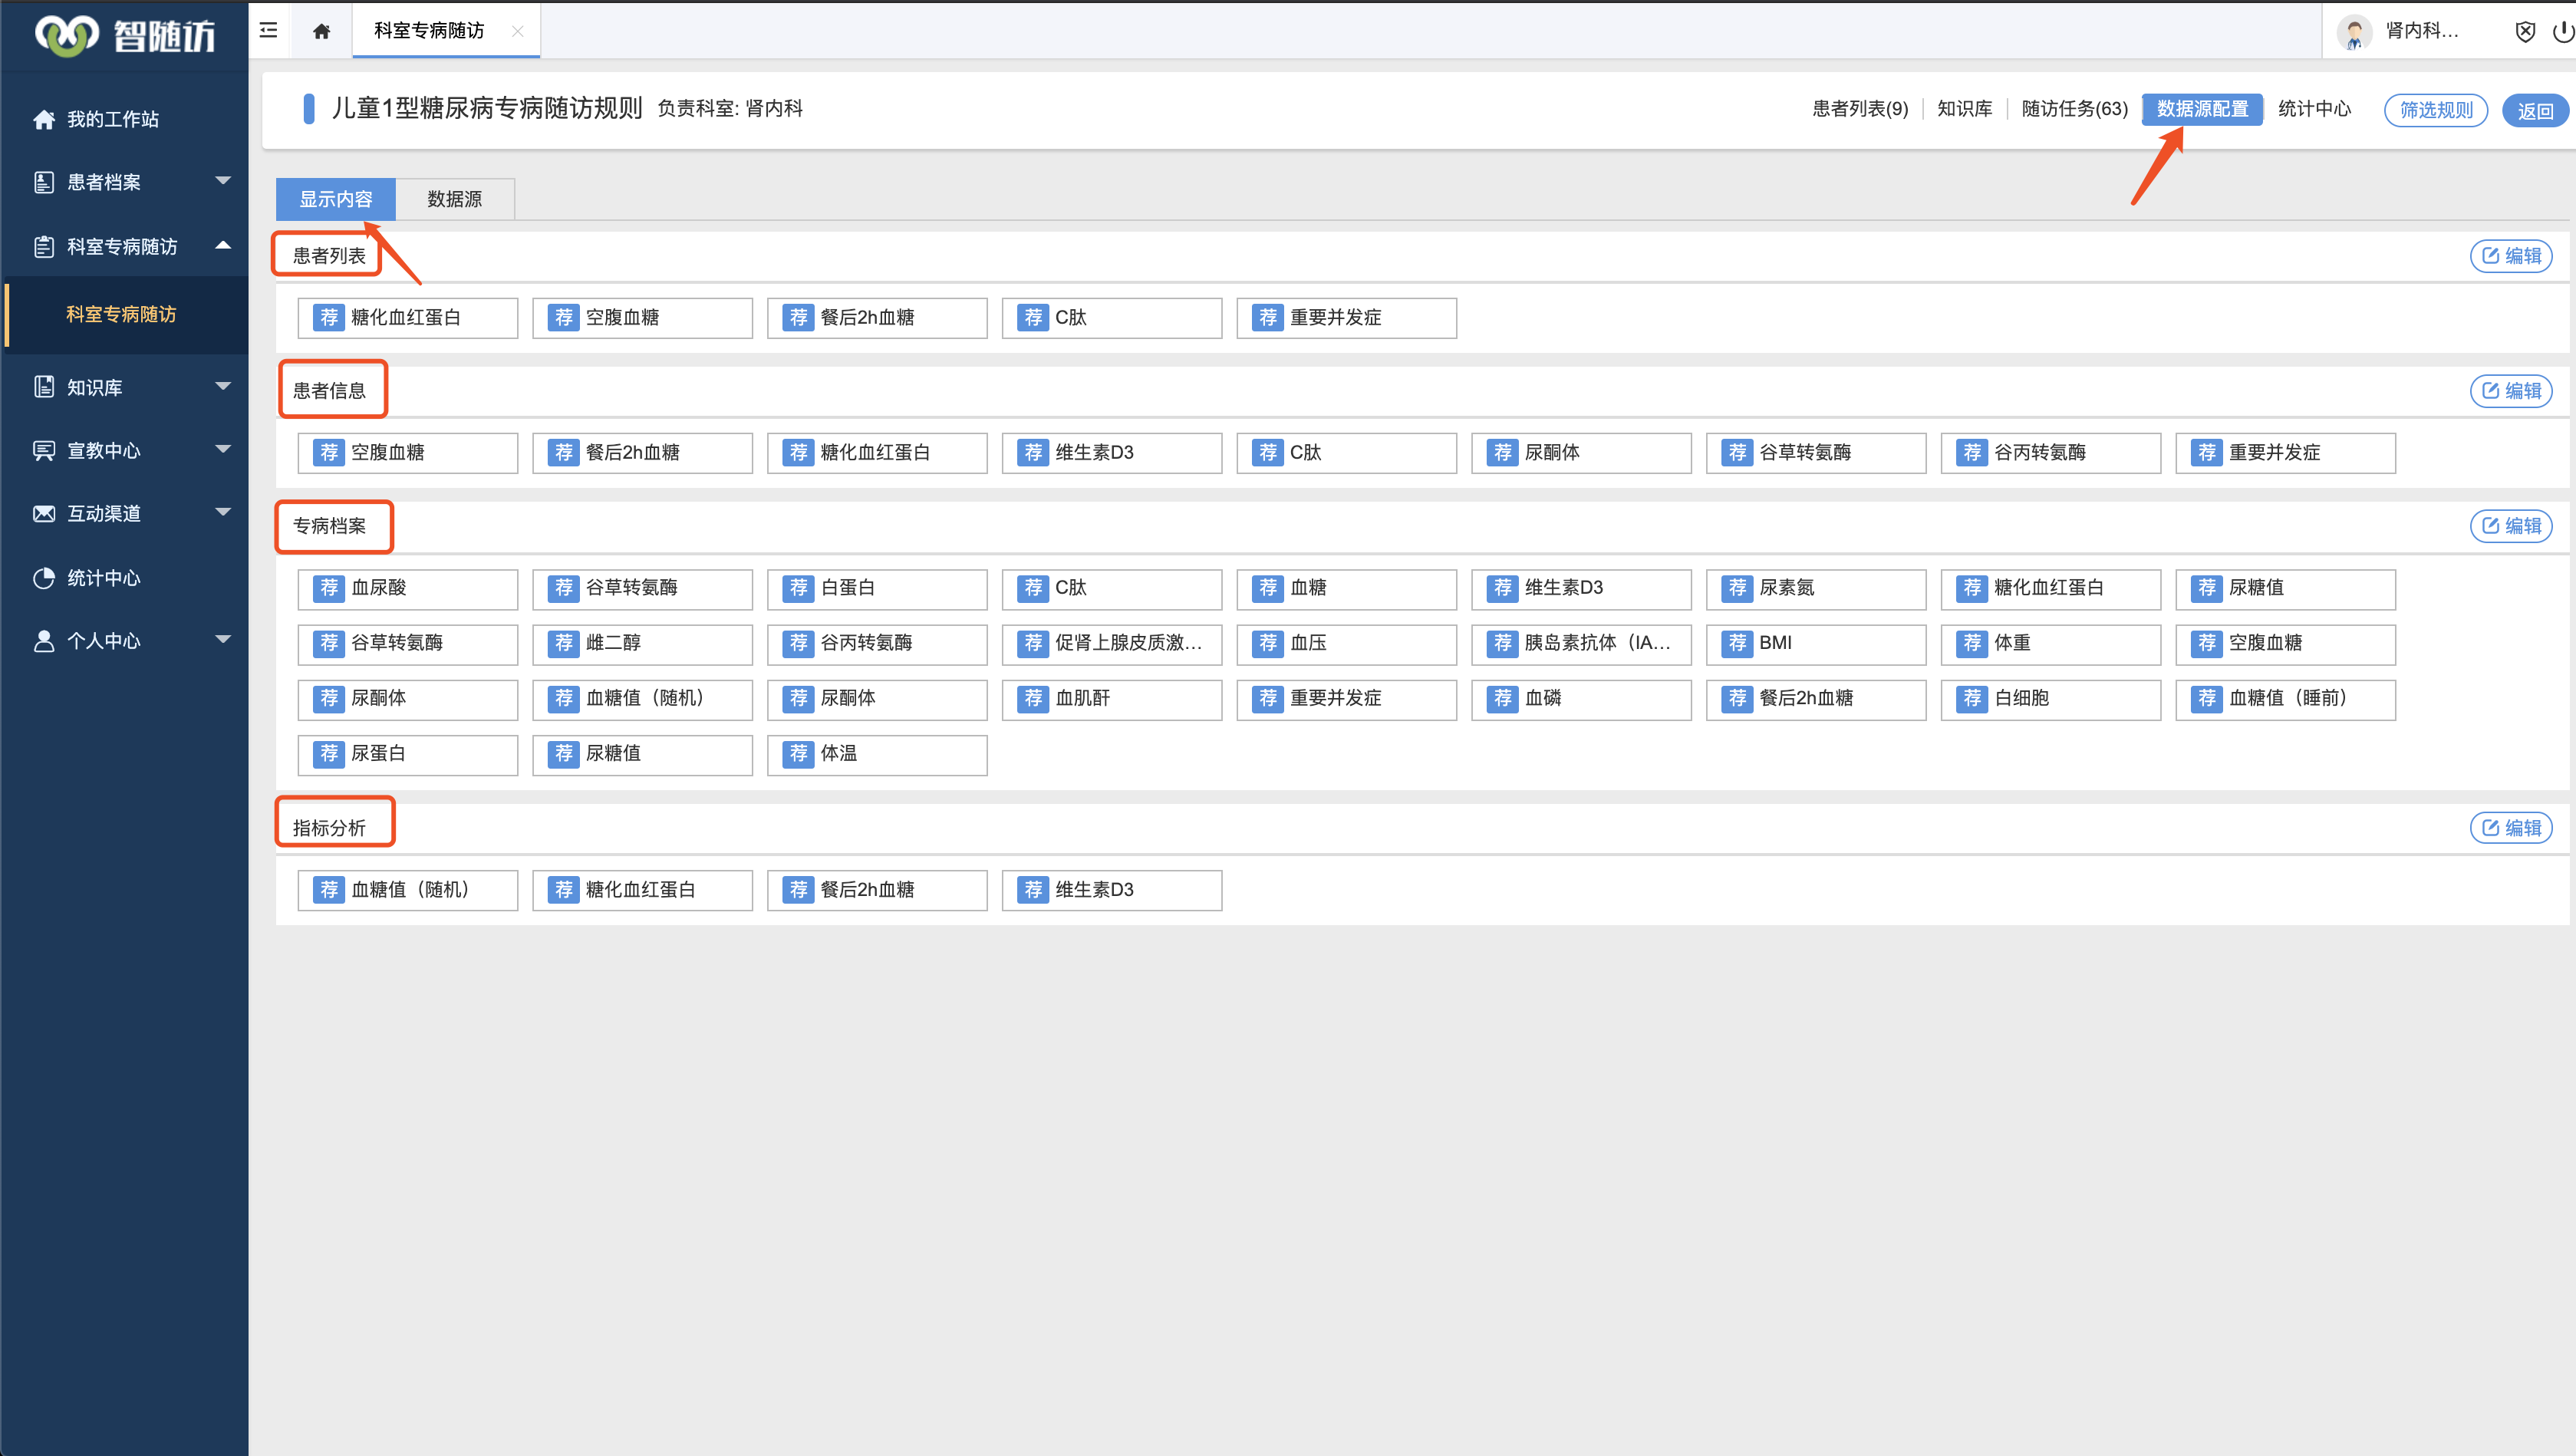 智随访
科室专病随访
肾内科...
我的工作站
患者档案
科室专病随访
科室专病随访
知识库
宣教中心
互动渠道
统计中心
个人中心
儿童1型糖尿病专病随访规则 负责科室: 肾内科
患者列表(9) 知识库 随访任务(63) 数据源配置 统计中心 筛选规则 返回
显示内容 数据源
患者列表 编辑
荐 糖化血红蛋白 荐 空腹血糖 荐 餐后2h血糖 荐 C肽 荐 重要并发症
患者信息 编辑
荐 空腹血糖 荐 餐后2h血糖 荐 糖化血红蛋白 荐 维生素D3 荐 C肽 荐 尿酮体 荐 谷草转氨酶 荐 谷丙转氨酶 荐 重要并发症
专病档案 编辑
荐 血尿酸 荐 谷草转氨酶 荐 白蛋白 荐 C肽 荐 血糖 荐 维生素D3 荐 尿素氮 荐 糖化血红蛋白 荐 尿糖值
荐 谷草转氨酶 荐 雌二醇 荐 谷丙转氨酶 荐 促肾上腺皮质激... 荐 血压 荐 胰岛素抗体（IA... 荐 BMI 荐 体重 荐 空腹血糖
荐 尿酮体 荐 血糖值（随机） 荐 尿酮体 荐 血肌酐 荐 重要并发症 荐 血磷 荐 餐后2h血糖 荐 白细胞 荐 血糖值（睡前）
荐 尿蛋白 荐 尿糖值 荐 体温
指标分析 编辑
荐 血糖值（随机） 荐 糖化血红蛋白 荐 餐后2h血糖 荐 维生素D3